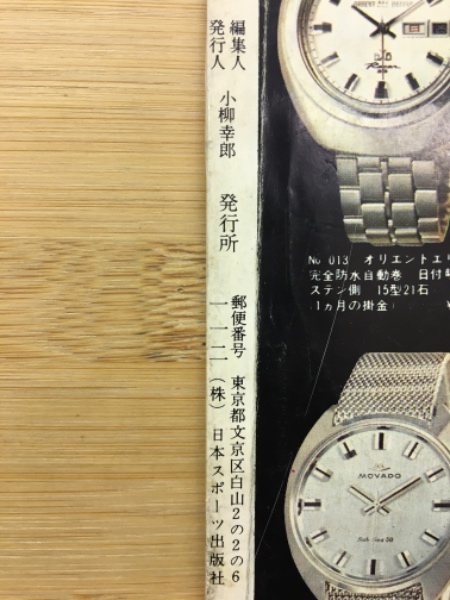 編集人
発行人
小柳幸郎
発行所
郵便番号
一一二
東京都文京区白山2の2の6
(株) 日本スポーツ出版社
No 013 オリエントエリ
完全防水自動巻 日付
ステン側 15型21石
1ヵ月の掛金
MOVADO